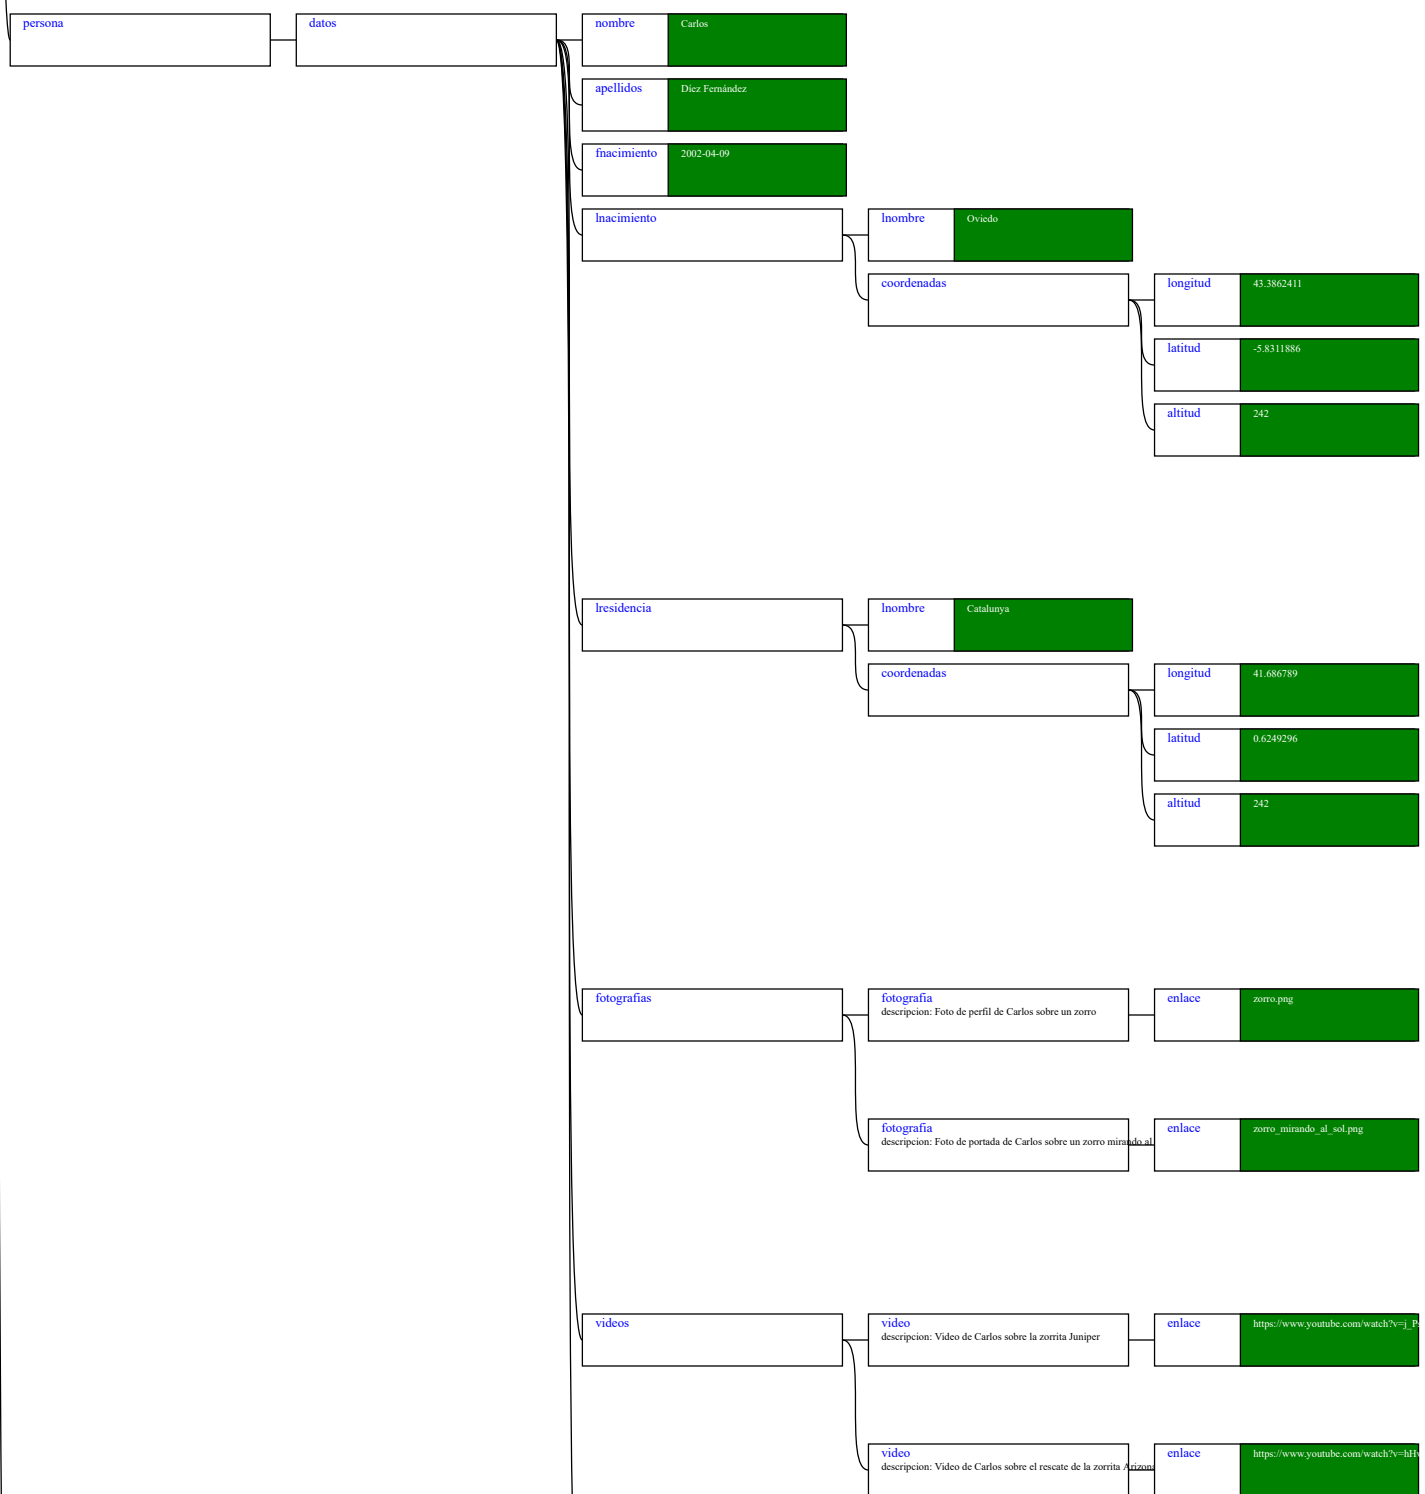 persona
datos
nombre
Carlos
apellidos
Díez Fernández
fnacimiento
2002-04-09
lnacimiento
lnombre
Oviedo
coordenadas
longitud
43.3862411
latitud
-5.8311886
altitud
242
lresidencia
lnombre
Catalunya
coordenadas
longitud
41.686789
latitud
0.6249296
altitud
242
fotografias
fotografia
descripcion: Foto de perfil de Carlos sobre un zorro
enlace
zorro.png
fotografia
descripcion: Foto de portada de Carlos sobre un zorro mirando al
enlace
zorro_mirando_al_sol.png
videos
video
descripcion: Video de Carlos sobre la zorrita Juniper
enlace
https://www.youtube.com/watch?v=j_P
video
descripcion: Video de Carlos sobre el rescate de la zorrita Arizona
enlace
https://www.youtube.com/watch?v=hH